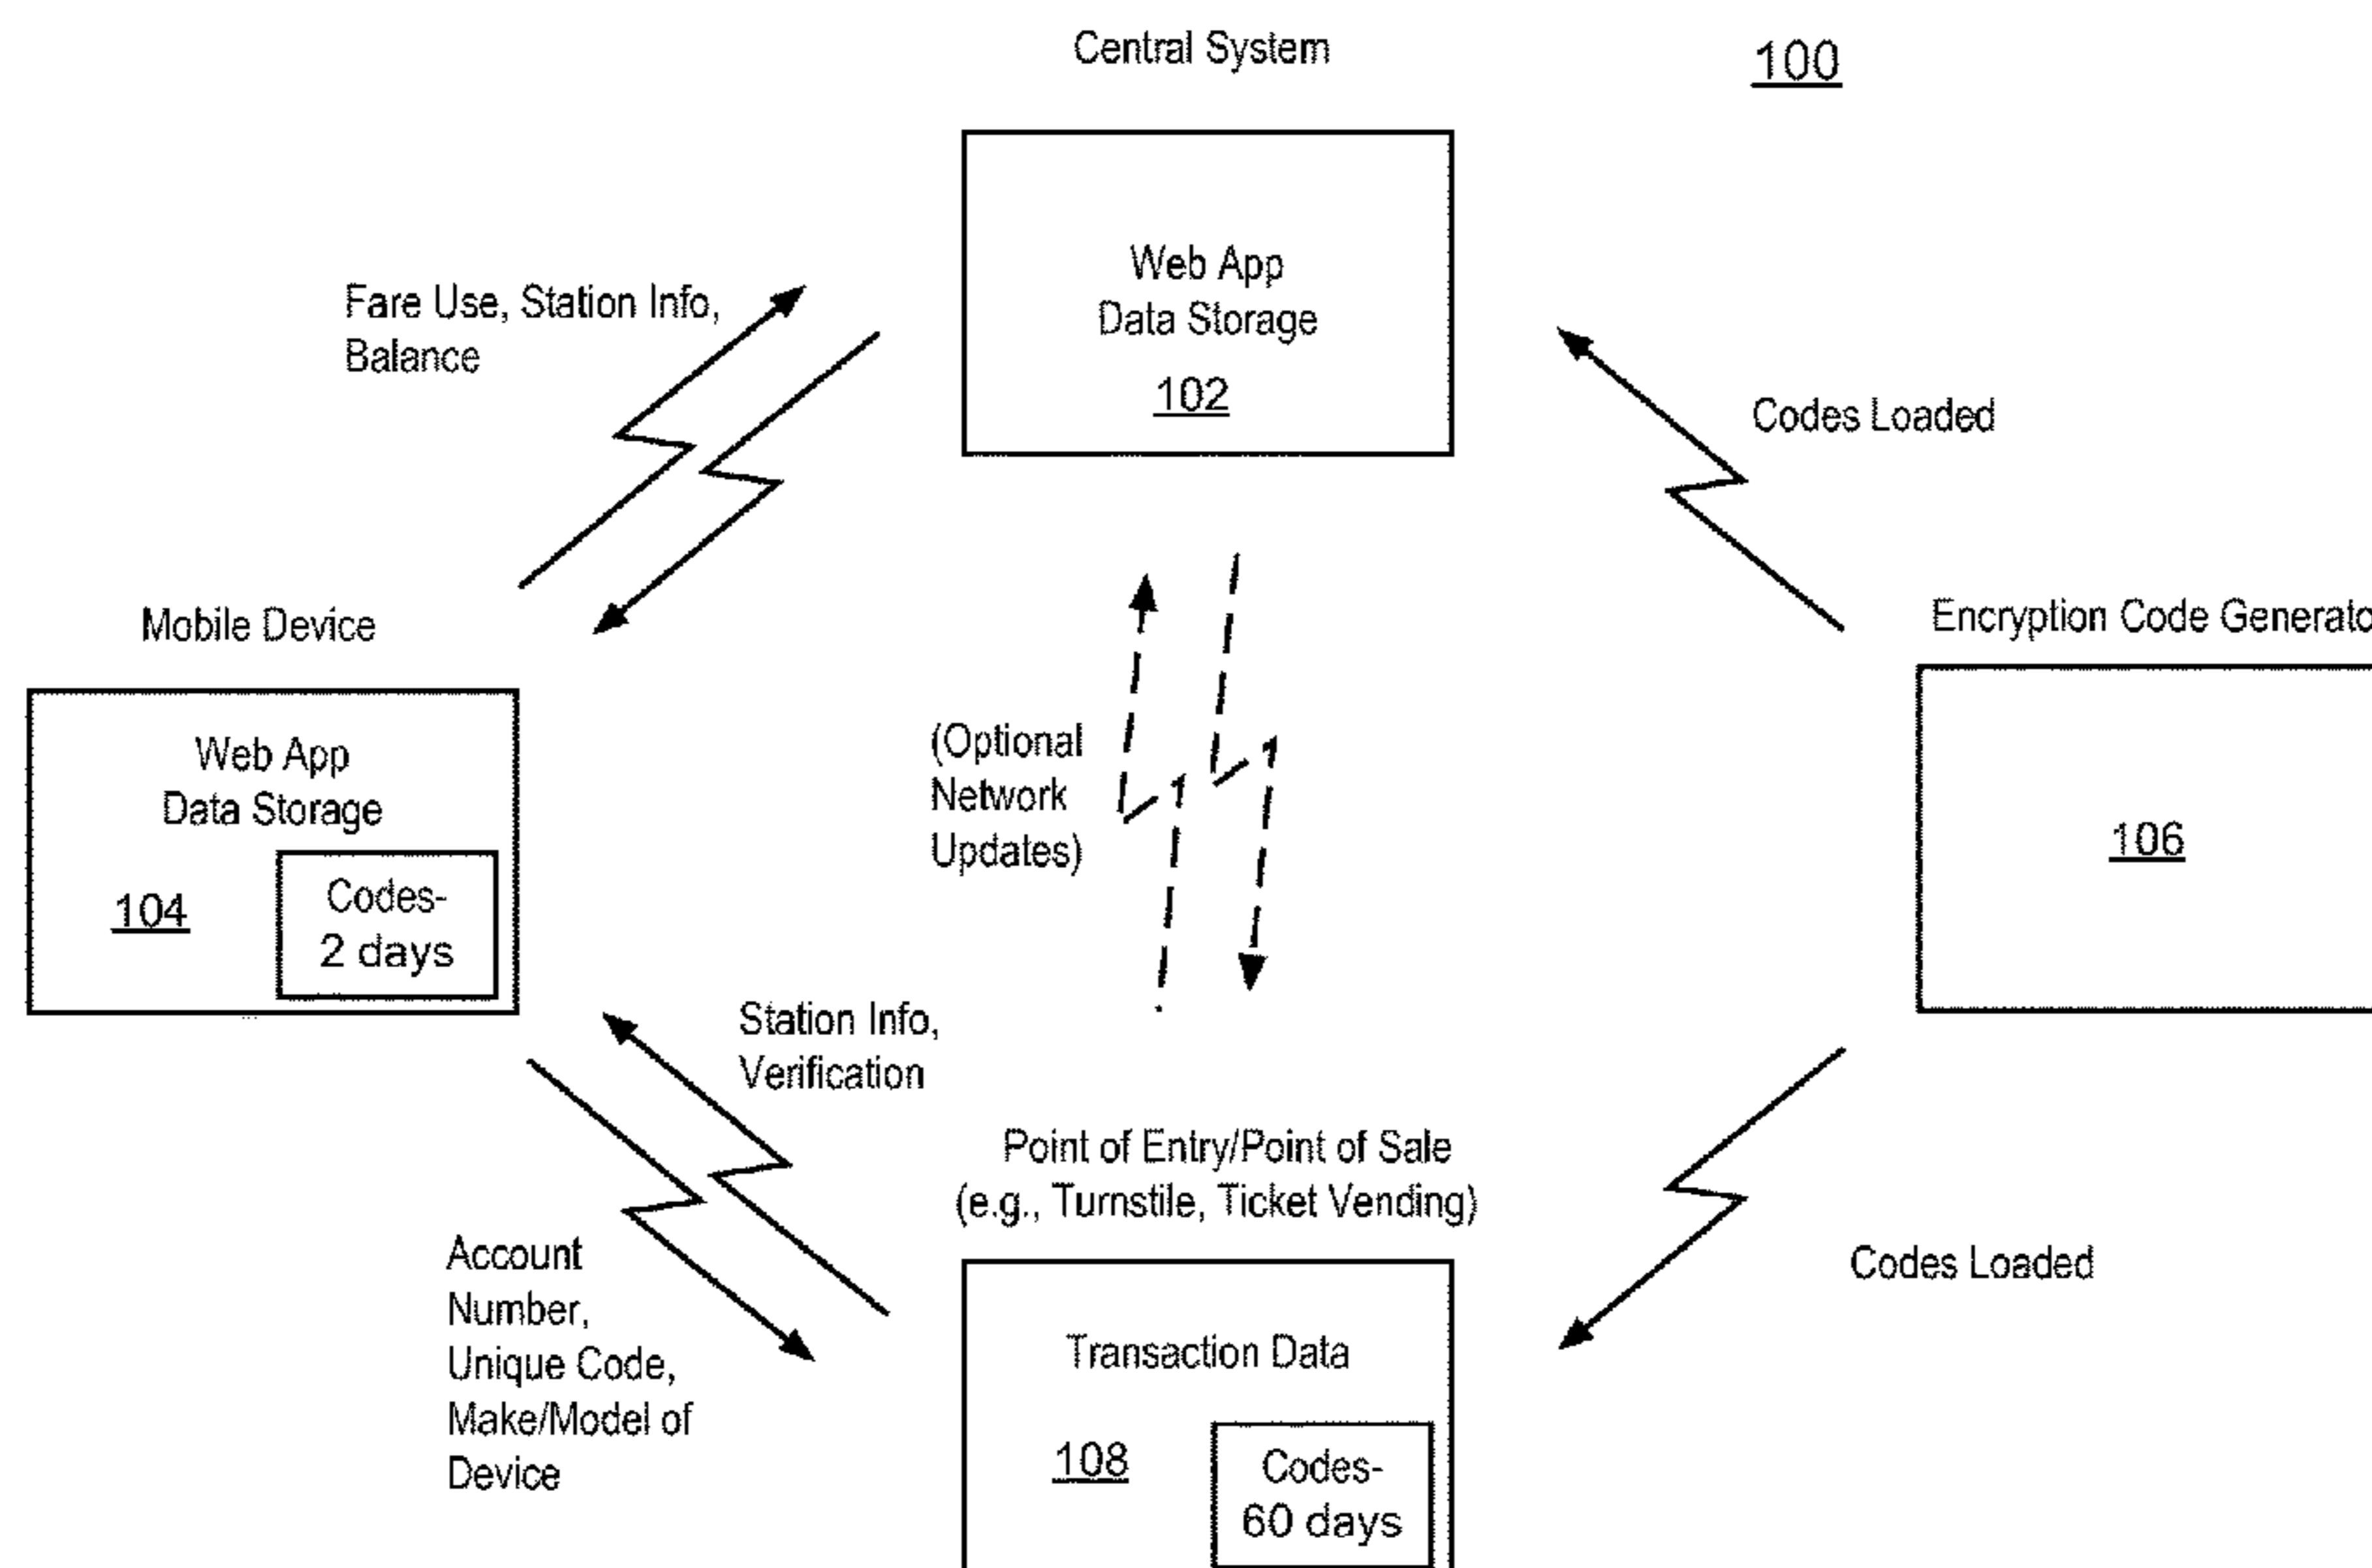 Central System
100
Web App
Data Storage
102
Fare Use, Station Info,
Balance
Codes Loaded
Mobile Device
Encryption Code Generato
Web App
Data Storage
104
Codes-
2 days
(Optional
Network
Updates)
106
Station Info,
Verification
Point of Entry/Point of Sale
(e.g., Turnstile, Ticket Vending)
Account
Number,
Unique Code,
Make/Model of
Device
Codes Loaded
Transaction Data
108
Codes-
60 days